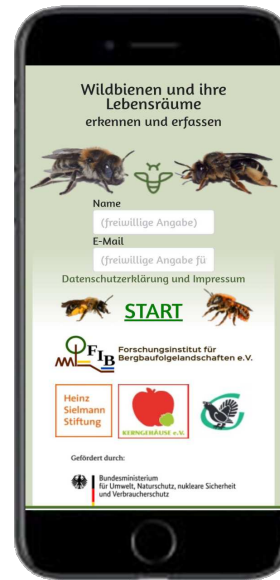 Wildbienen und ihre
Lebensräume
erkennen und erfassen
Name
(freiwillige Angabe)
E-Mail
(freiwillige Angabe fü
Datenschutzerklärung und Impressum
START
FIB
Forschungsinstitut für
Bergbaufolgelandschaften e.V.
Heinz
Sielmann
Stiftung
KERNGEHÄUSE e.V.
Gefördert durch:
Bundesministerium
für Umwelt, Naturschutz, nukleare Sicherheit
und Verbraucherschutz